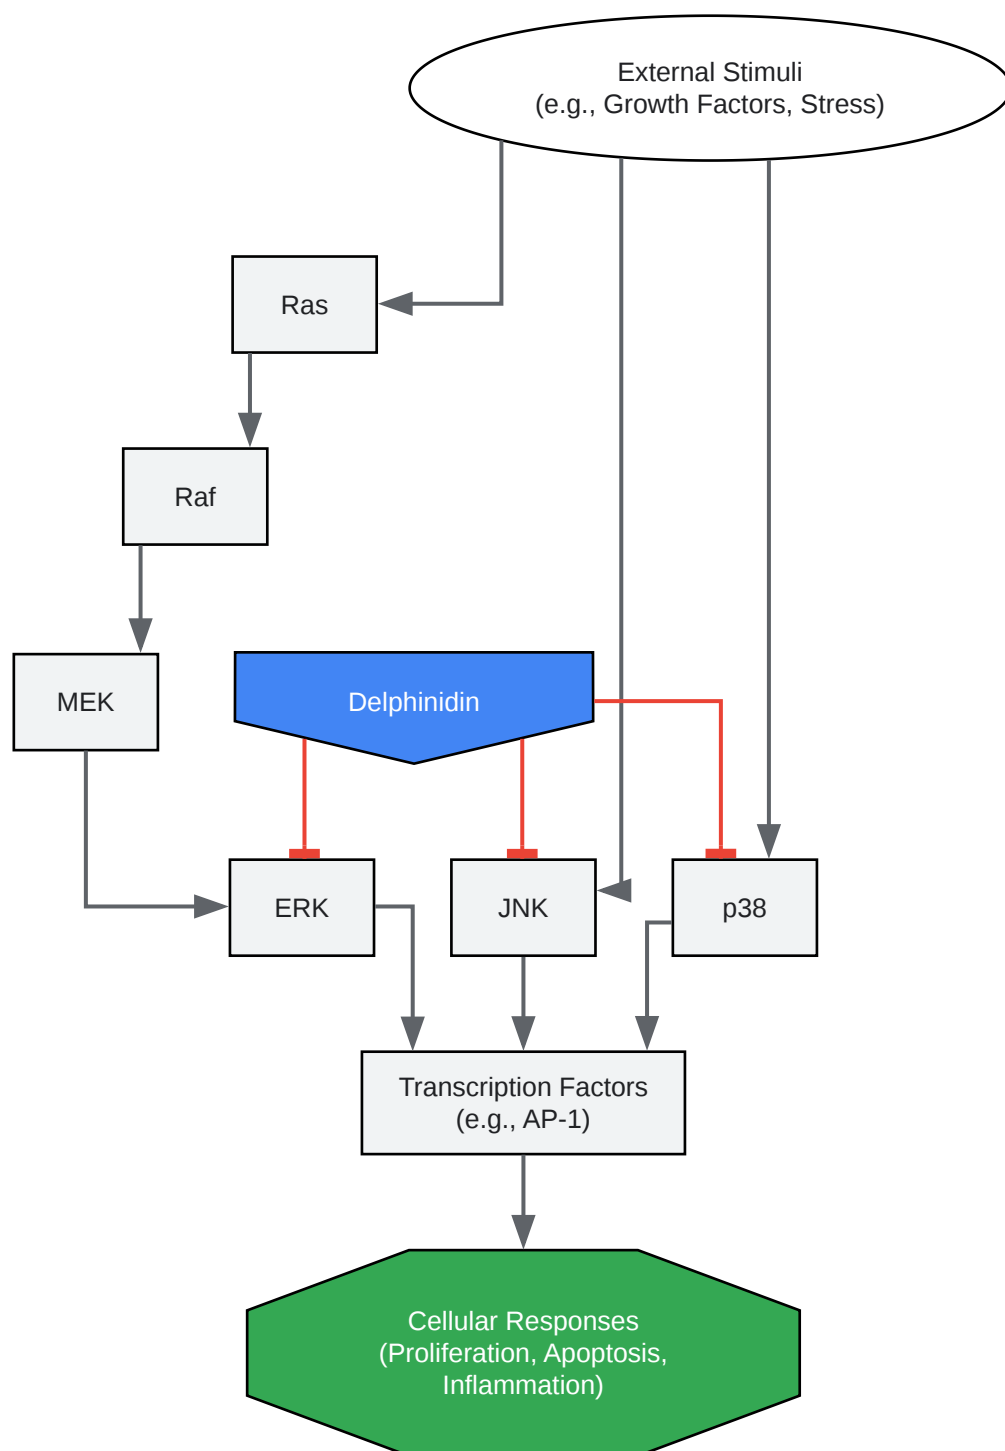 External Stimuli
(e.g., Growth Factors, Stress)
Ras
Raf
MEK
Delphinidin
ERK
JNK
p38
Transcription Factors
(e.g., AP-1)
Cellular Responses
(Proliferation, Apoptosis,
Inflammation)